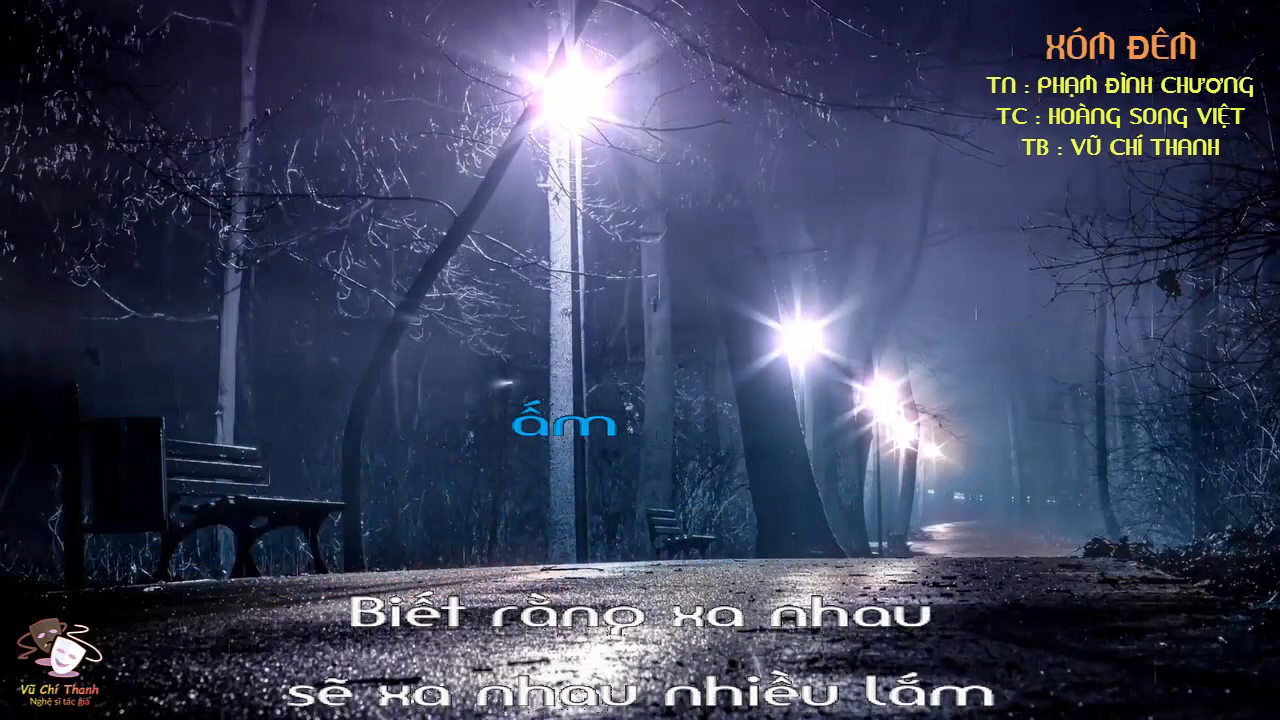 XÓM ĐÊM
TN : PHẠM ĐÌNH CHƯƠNG
TC : HOÀNG SONG VIỆT
TB : VŨ CHÍ THANH
ấm
Biết rằng xa nhau
sẽ xa nhau nhiều lắm
Vũ Chí Thanh
Nghệ sĩ tác giả